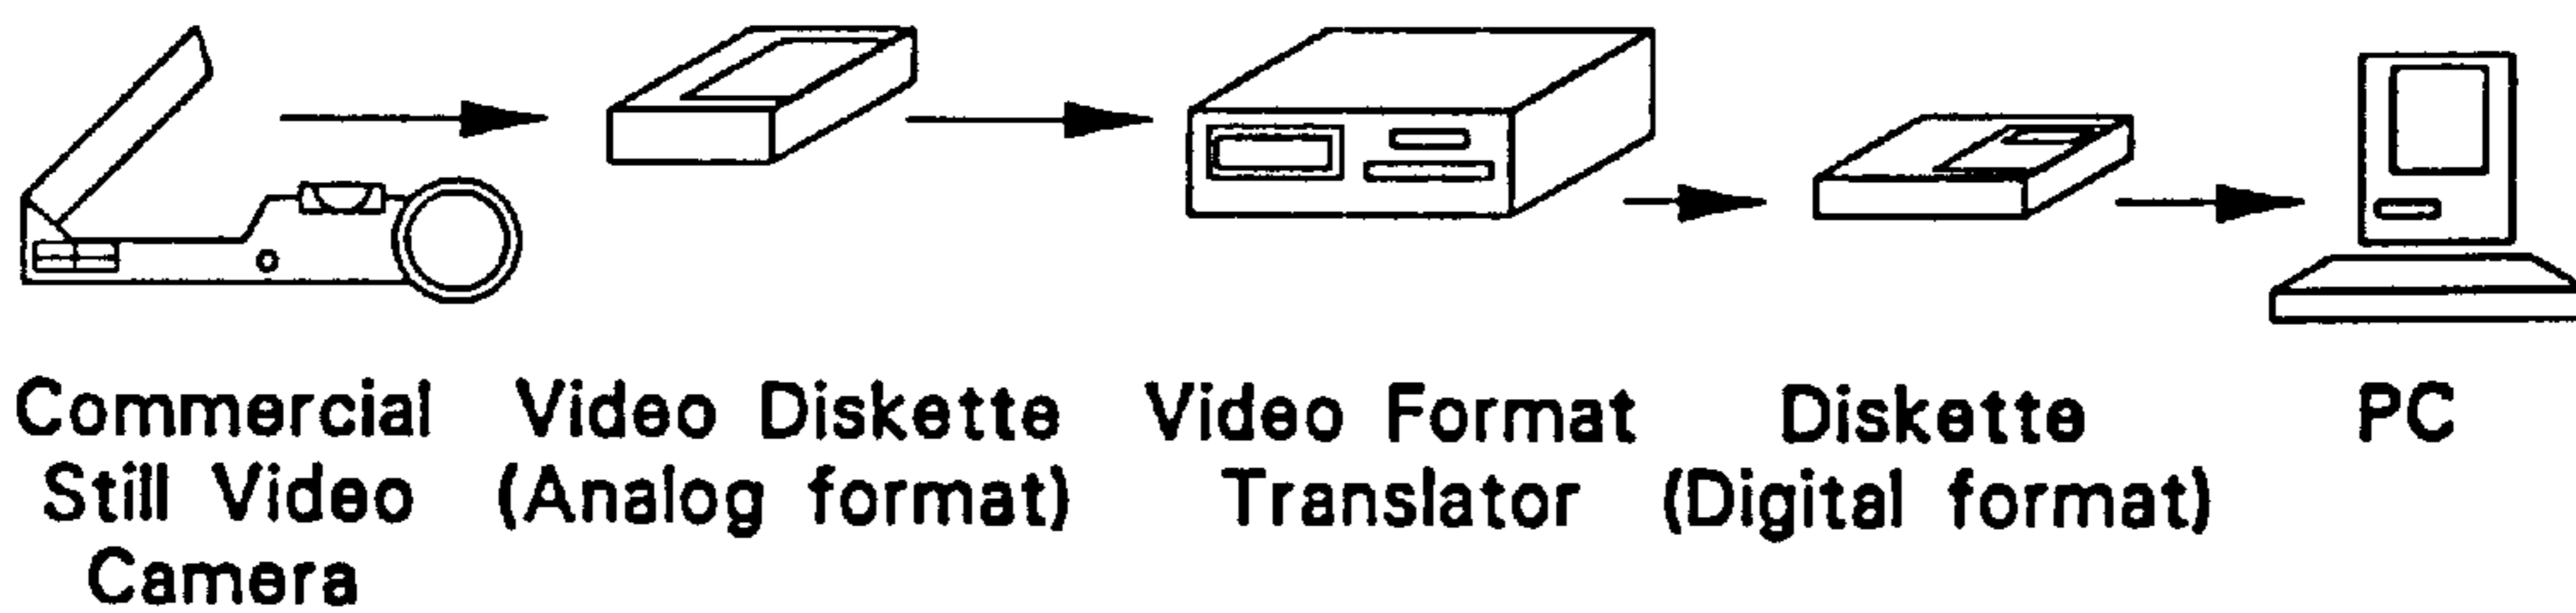 Commercial Still Video Camera
Video Diskette (Analog format)
Video Format Translator
Diskette (Digital format)
PC